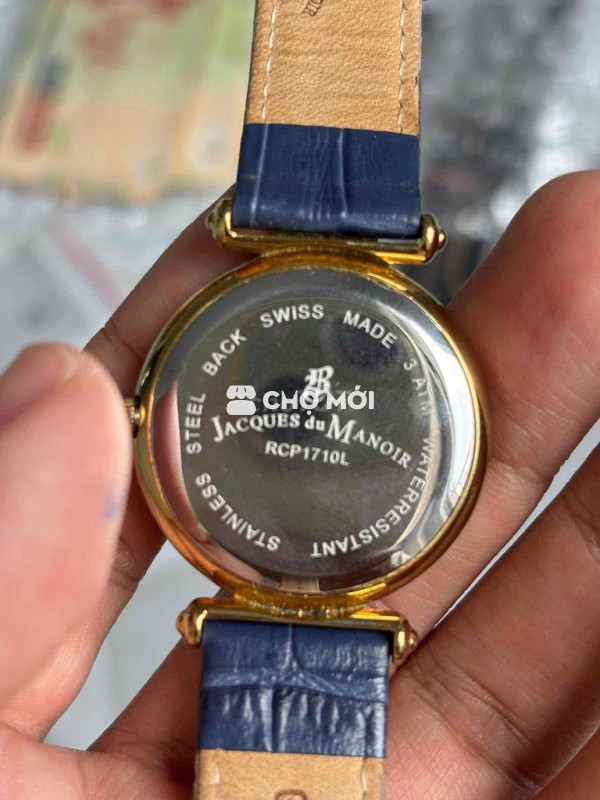 STAINLESS STEEL BACK SWISS MADE 3 ATM WATERRESISTANT
CHỢ MỚI
JACQUES du MANOIR
RCP1710L